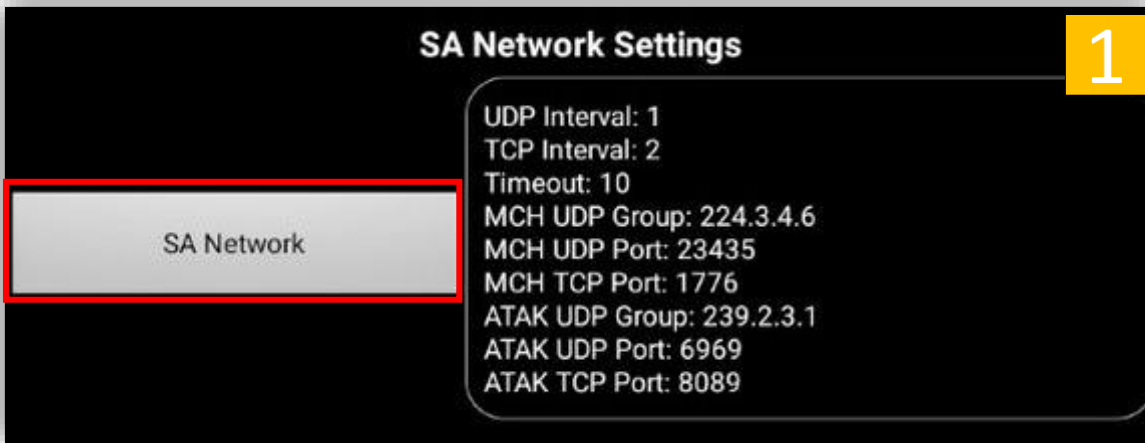 SA Network Settings
1
UDP Interval: 1
TCP Interval: 2
Timeout: 10
MCH UDP Group: 224.3.4.6
SA Network
MCH UDP Port: 23435
MCH TCP Port: 1776
ATAK UDP Group: 239.2.3.1
ATAK UDP Port: 6969
ATAK TCP Port: 8089